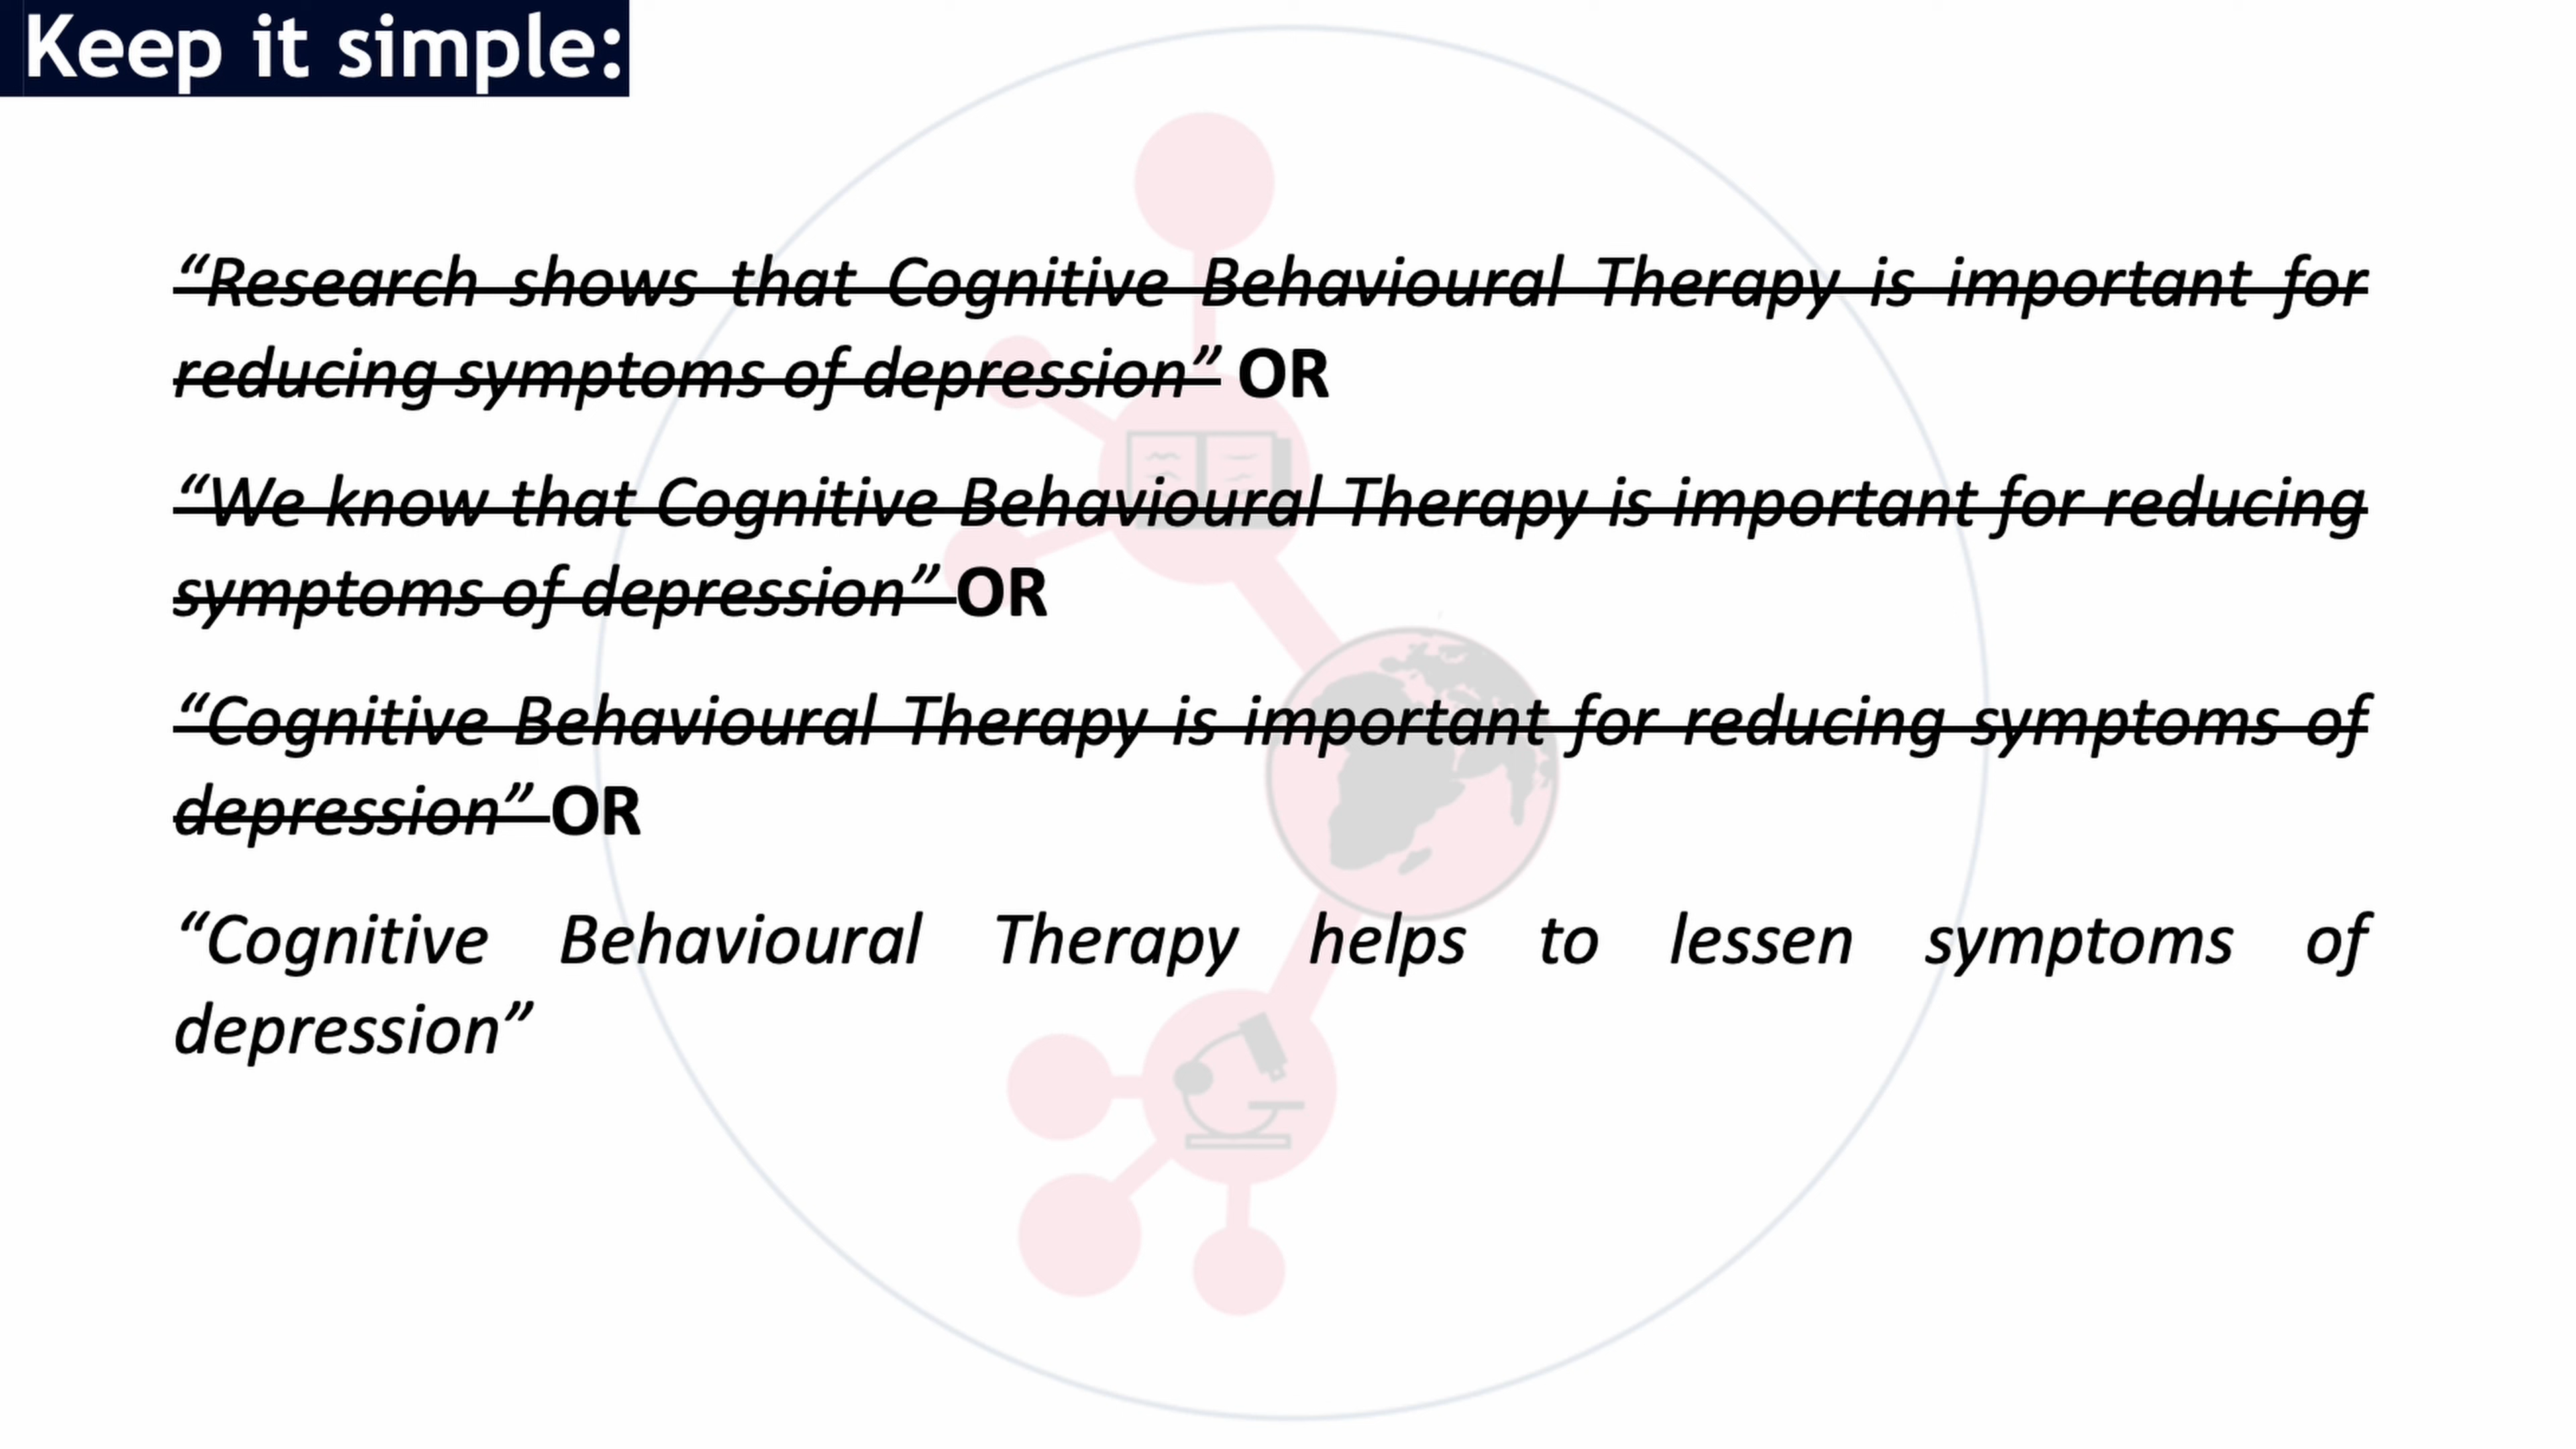 Keep it simple:
“Research shows that Cognitive Behavioural Therapy is important for
reducing symptoms of depression” OR
“We know that Cognitive Behavioural Therapy is important for reducing
symptoms of depression” OR
“Cognitive Behavioural Therapy is important for reducing symptoms of
depression” OR
“Cognitive Behavioural Therapy helps to lessen symptoms of
depression”